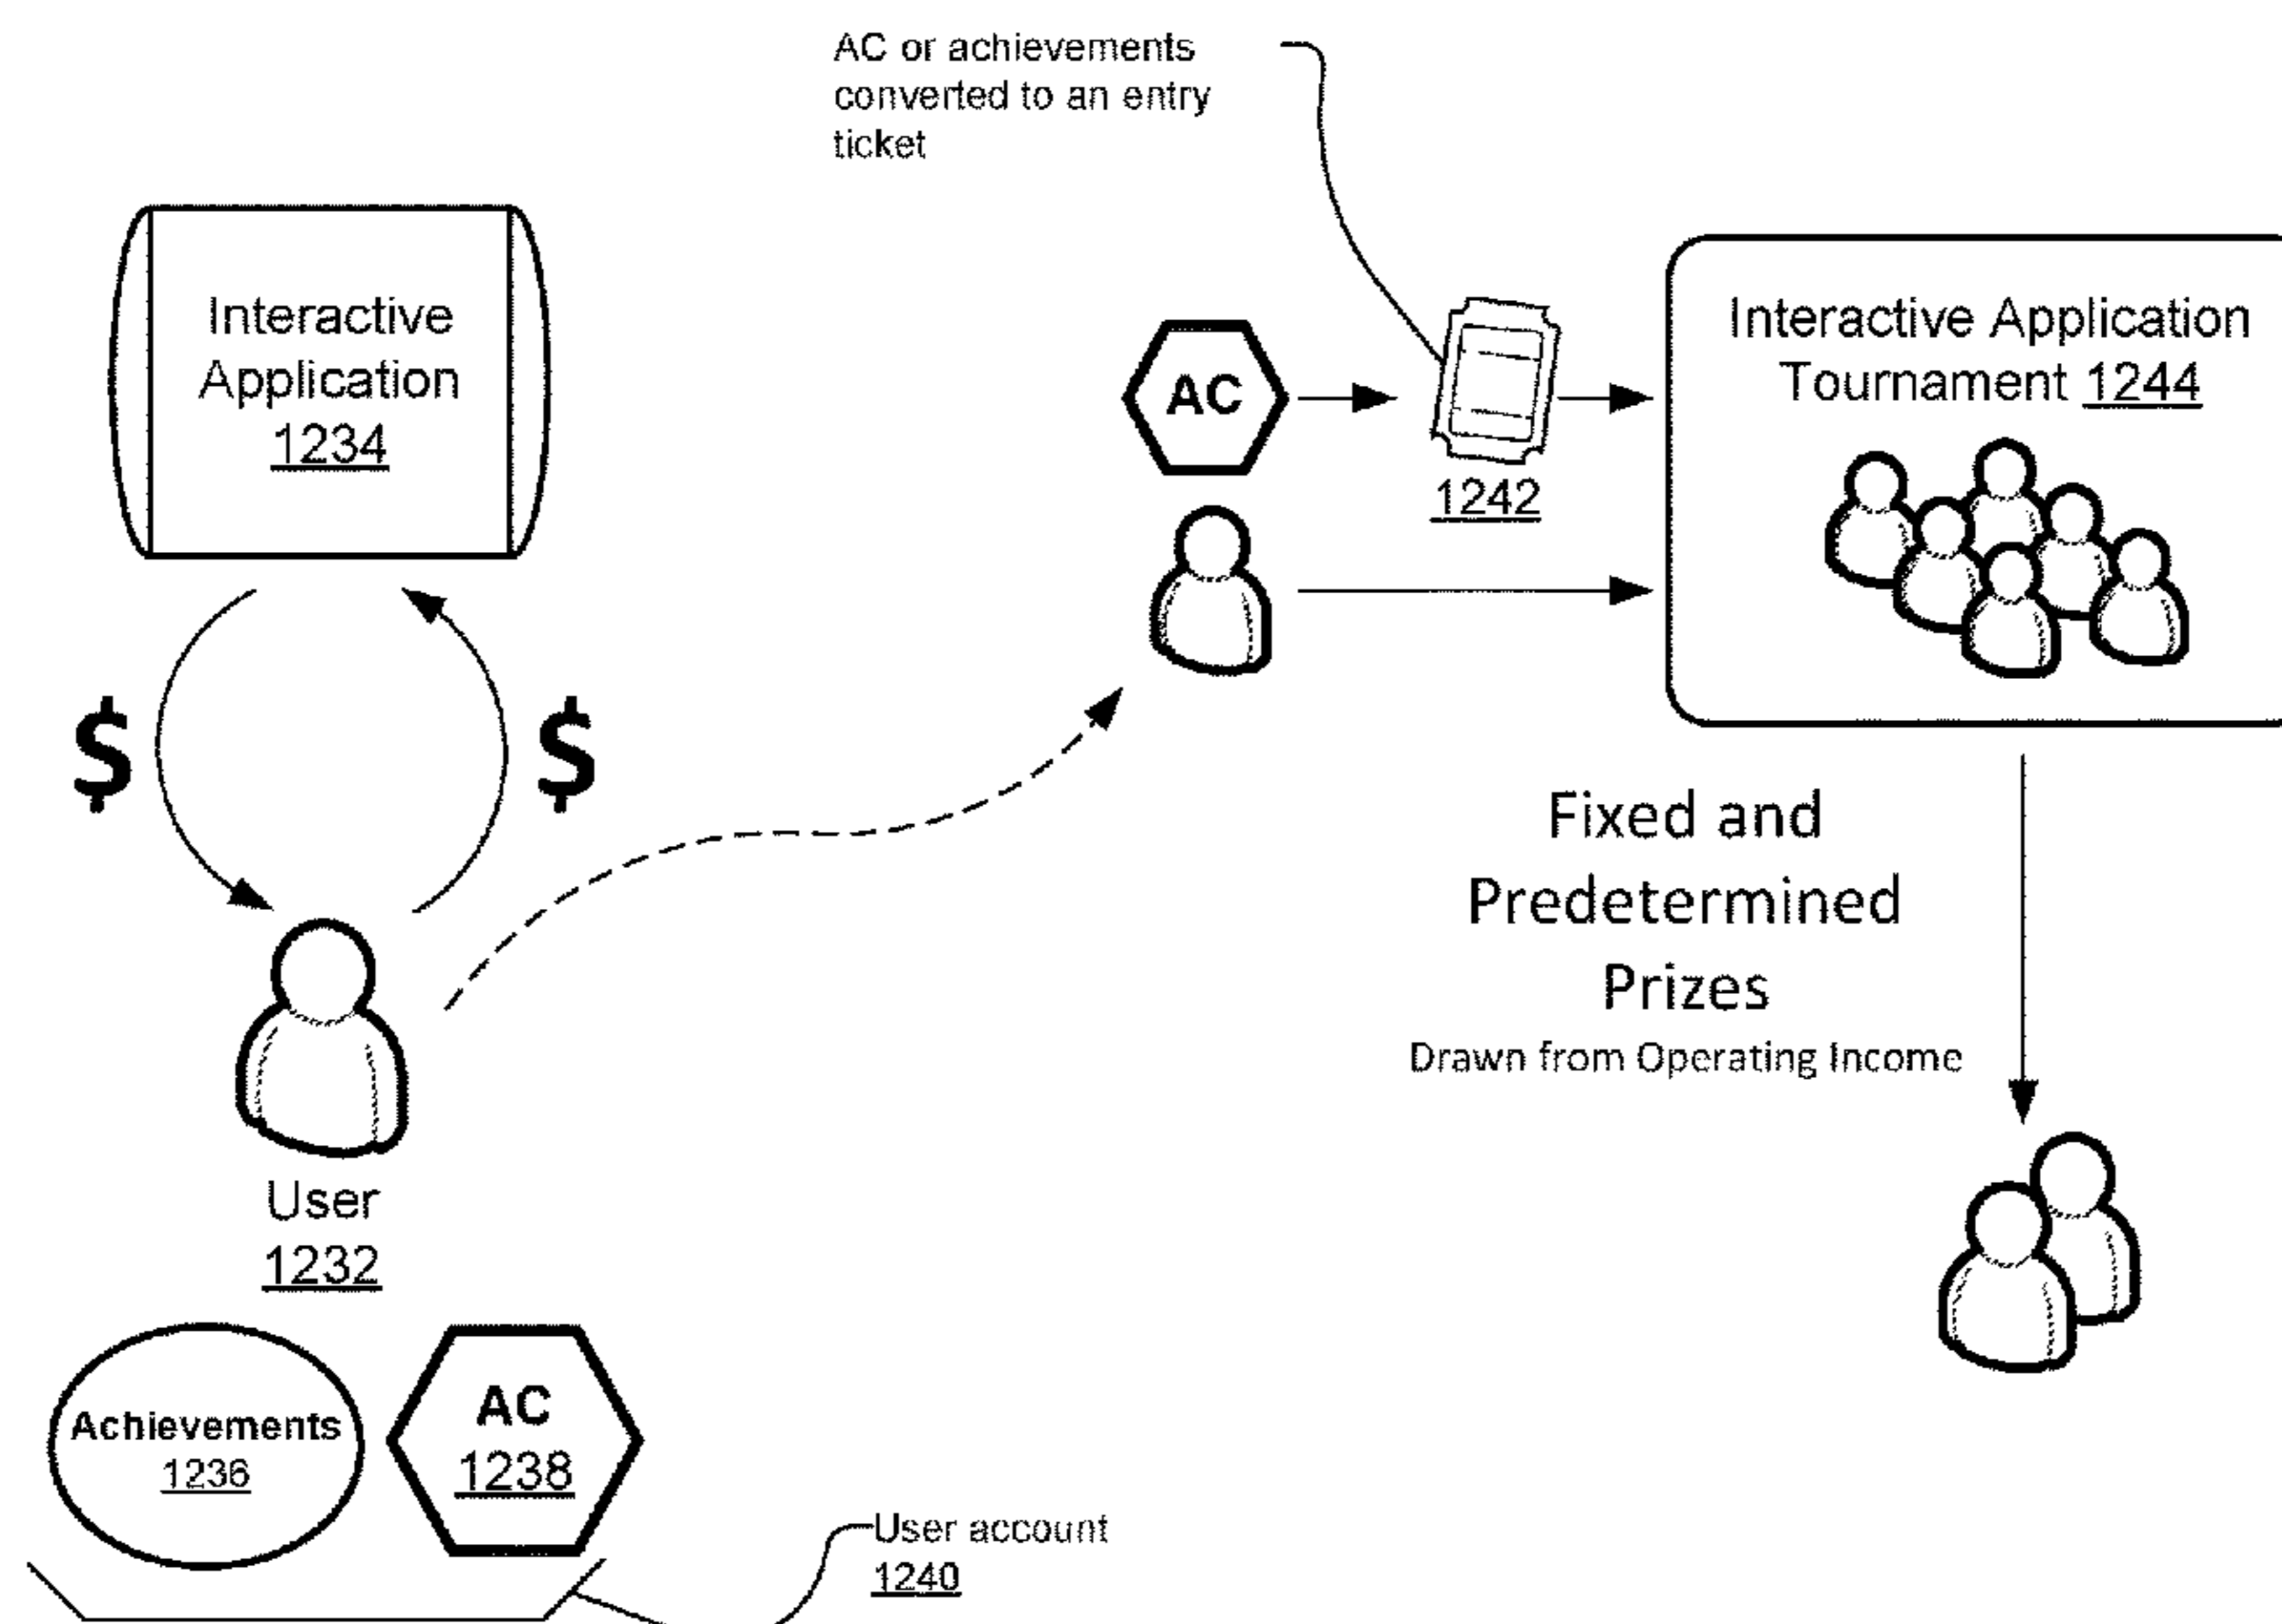 AC or achievements
converted to an entry
ticket
Interactive
Application
1234
AC
1242
Interactive Application
Tournament 1244
$
$
Fixed and
Predetermined
Prizes
Drawn from Operating Income
User
1232
Achievements
1236
AC
1238
User account
1240